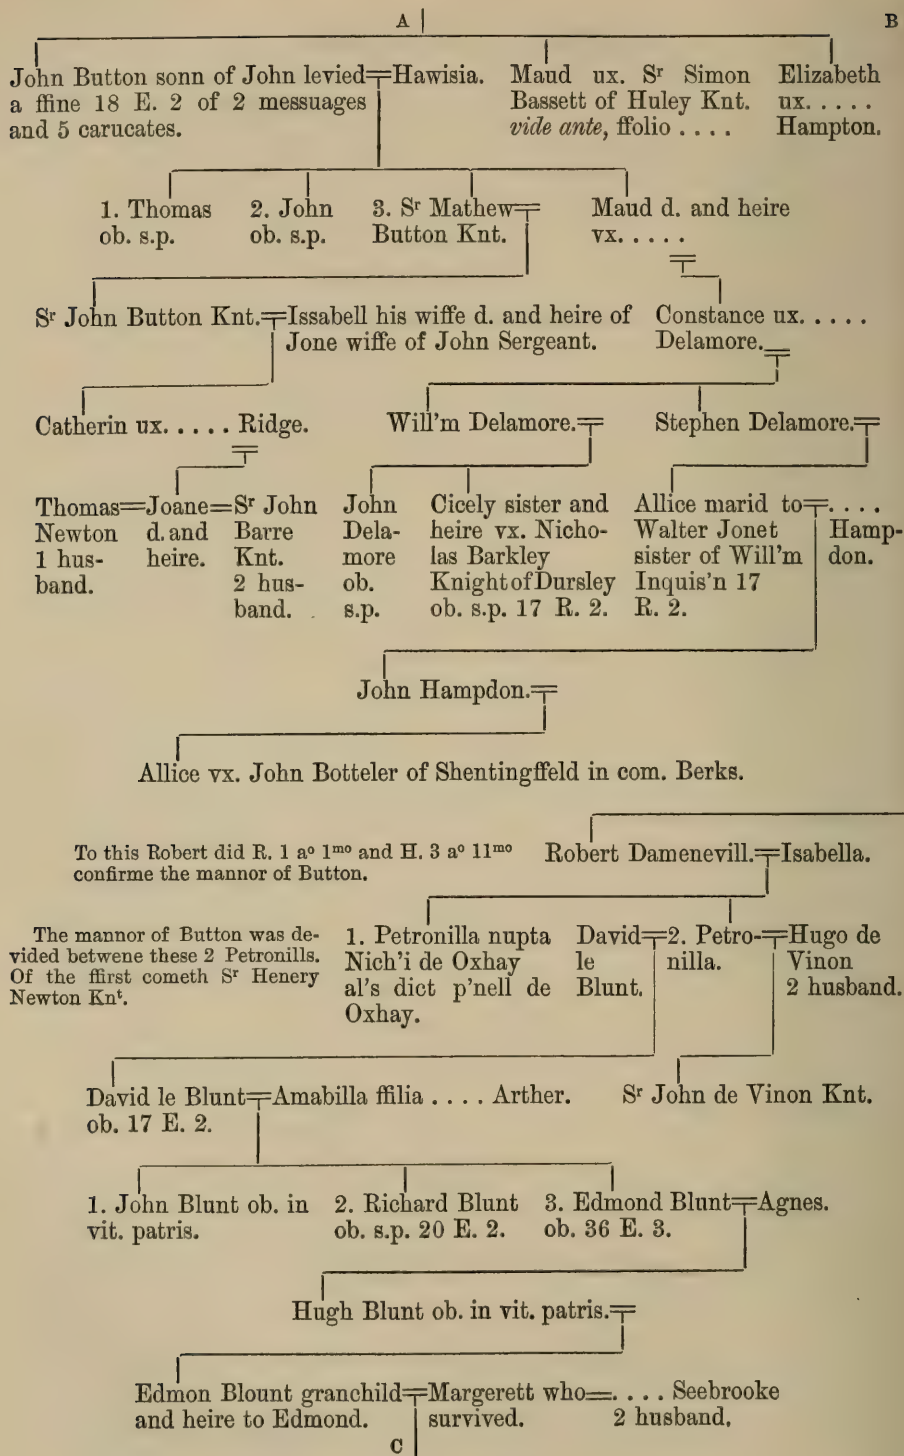 A B
John Button sonn of John levied=Hawisia. Maud ux. Sʳ Simon Elizabeth
a ffine 18 E. 2 of 2 messuages Bassett of Huley Knt. ux. . . . .
and 5 carucates. vide ante, ffolio . . . . Hampton.
1. Thomas 2. John 3. Sʳ Mathew= Maud d. and heire
ob. s.p. ob. s.p. Button Knt. vx. . . . .
Sʳ John Button Knt.=Issabell his wiffe d. and heire of Constance ux. . . . .
Jone wiffe of John Sergeant. Delamore.=
Catherin ux. . . . . Ridge. Will'm Delamore.= Stephen Delamore.=
Thomas=Joane=Sʳ John John Cicely sister and Allice marid to=. . . .
Newton d. and Barre Dela- heire vx. Nicho- Walter Jonet Hamp-
1 hus- heire. Knt. more las Barkley sister of Will'm don.
band. 2 hus- ob. Knight of Dursley Inquis'n 17
band. s.p. ob. s.p. 17 R. 2. R. 2.
John Hampdon.=
Allice vx. John Botteler of Shentingffeld in com. Berks.
To this Robert did R. 1 aº 1ᵐᵒ and H. 3 aº 11ᵐᵒ Robert Damenevill.=Isabella.
confirme the mannor of Button.
The mannor of Button was de-
vided betwene these 2 Petronills.
Of the ffirst cometh Sʳ Henery
Newton Knᵗ.
1. Petronilla nupta David=2. Petro-=Hugo de
Nich'i de Oxhay le nilla. Vinon
al's dict p'nell de Blunt. 2 husband.
Oxhay.
David le Blunt=Amabilla ffilia . . . . Arther. Sʳ John de Vinon Knt.
ob. 17 E. 2.
1. John Blunt ob. in 2. Richard Blunt 3. Edmond Blunt=Agnes.
vit. patris. ob. s.p. 20 E. 2. ob. 36 E. 3.
Hugh Blunt ob. in vit. patris.=
Edmon Blount granchild=Margerett who=. . . . Seebrooke
and heire to Edmond. survived. 2 husband.
C